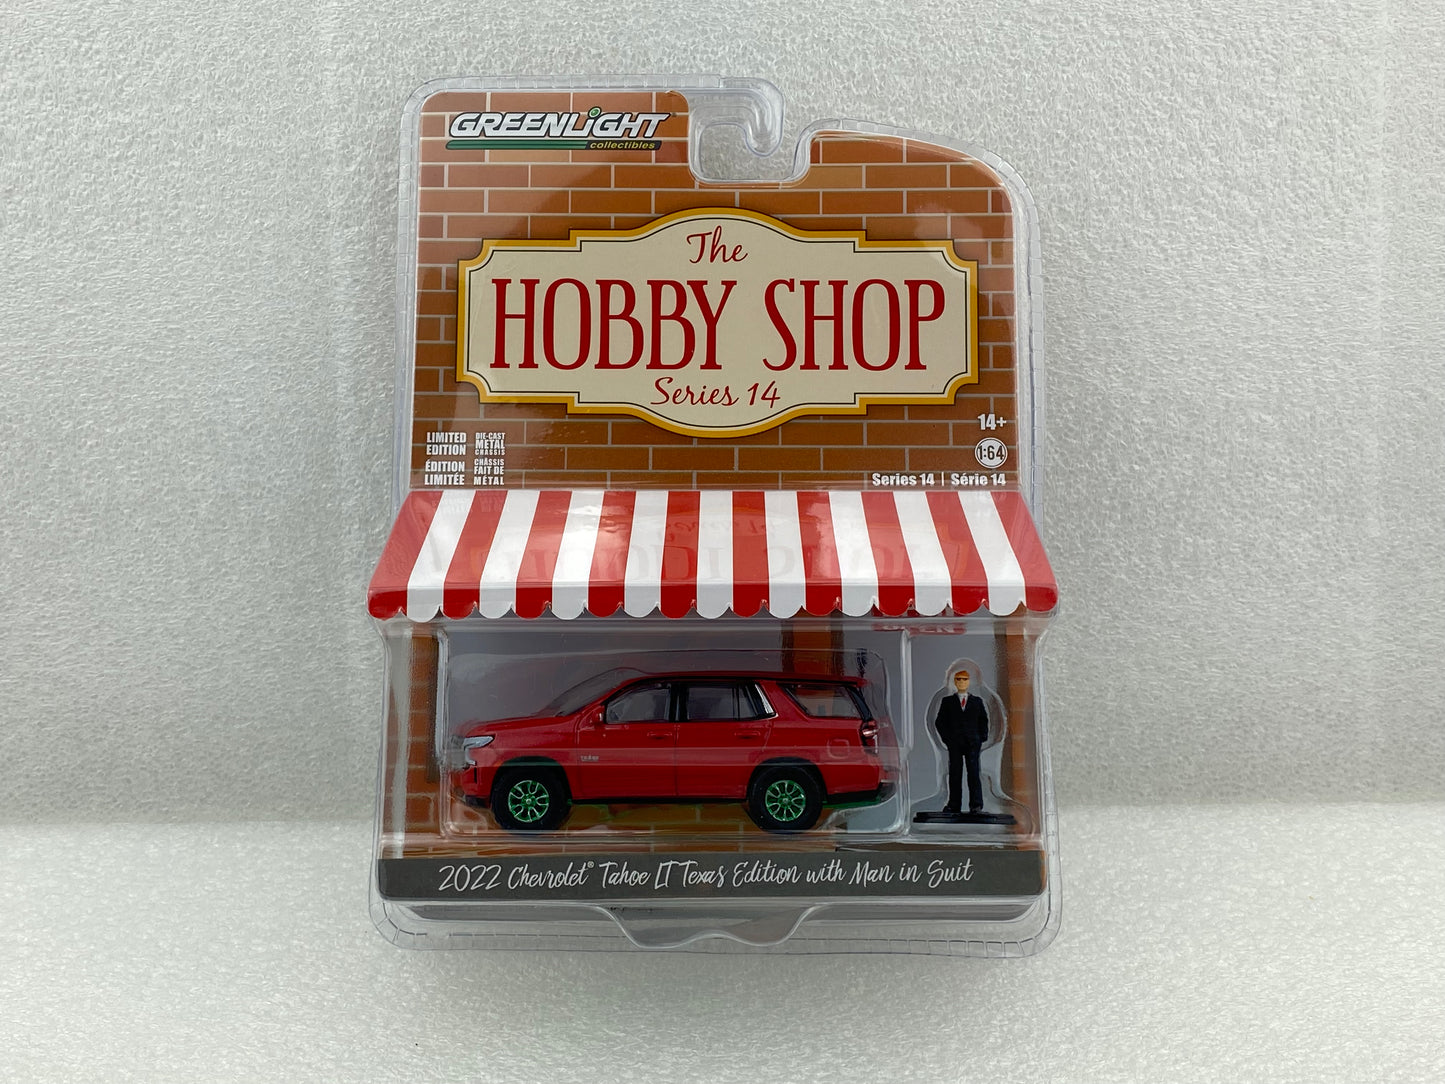 GREENLIGHT
collectibles
The
HOBBY SHOP
Series 14
14+
1:64
LIMITED
EDITION
DIE-CAST
METAL
CHASSIS
ÉDITION
LIMITÉE
CHÂSSIS
FAIT DE
MÉTAL
Series 14 | Série 14
OPEN
2022 Chevrolet® Tahoe LT Texas Edition with Man in Suit